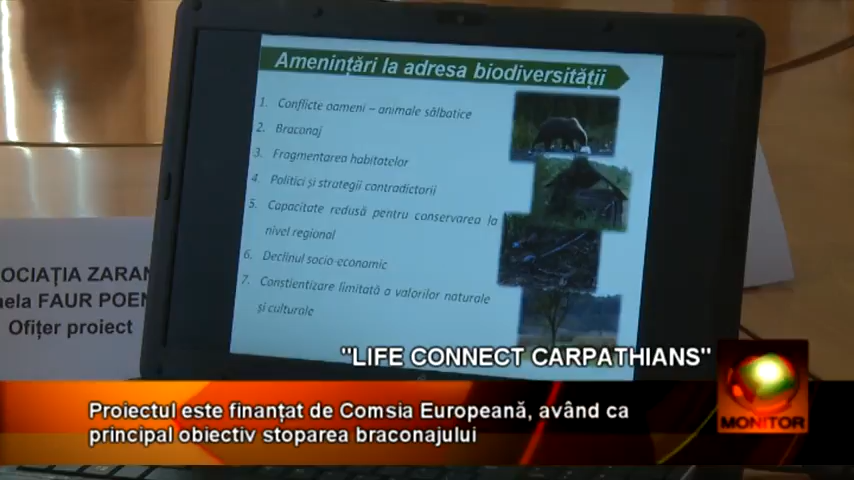 Amenințări la adresa biodiversității
1. Conflicte oameni – animale sălbatice
2. Braconaj
3. Fragmentarea habitatelor
4. Politici și strategii contradictorii
5. Capacitate redusă pentru conservarea la
nivel regional
6. Declinul socio-economic
7. Conștientizare limitată a valorilor naturale
și culturale
OCIAȚIA ZARAN
ela FAUR POEN
Ofițer proiect
"LIFE CONNECT CARPATHIANS"
Proiectul este finanțat de Comsia Europeană, având ca
principal obiectiv stoparea braconajului
MONITOR